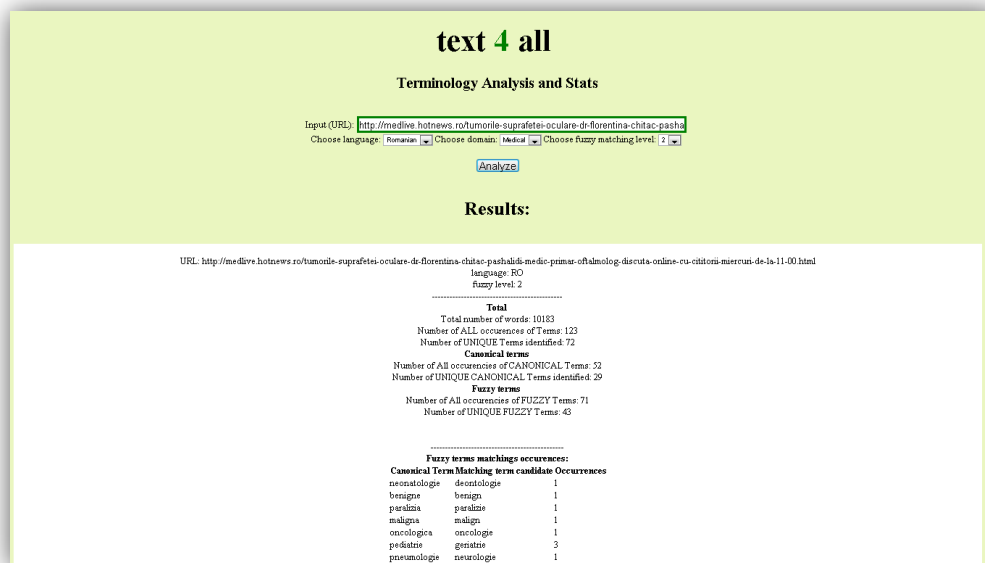 text 4 all
Terminology Analysis and Stats
Input (URL): http://medlive.hotnews.ro/tumorile-suprafetei-oculare-dr-florentina-chitac-pasha
Choose language: Romanian Choose domain: Medical Choose fuzzy matching level: 2
Analyze
Results:
URL: http://medlive.hotnews.ro/tumorile-suprafetei-oculare-dr-florentina-chitac-pashalidi-medic-primar-oftalmolog-discuta-online-cu-cititorii-miercuri-de-la-11-00.html
language: RO
fuzzy level: 2
--------------------------------------------
Total
Total number of words: 10183
Number of ALL occurences of Terms: 123
Number of UNIQUE Terms identified: 72
Canonical terms
Number of All occurencies of CANONICAL Terms: 52
Number of UNIQUE CANONICAL Terms identified: 29
Fuzzy terms
Number of All occurencies of FUZZY Terms: 71
Number of UNIQUE FUZZY Terms: 43
---------------------------------------------
Fuzzy terms matchings occurences:
Canonical Term Matching term candidate Occurrences
neonatologie deontologie 1
benigne benign 1
paralizia paralizie 1
maligna malign 1
oncologica oncologie 1
pediatrie geriatrie 3
pneumologie neurologie 1